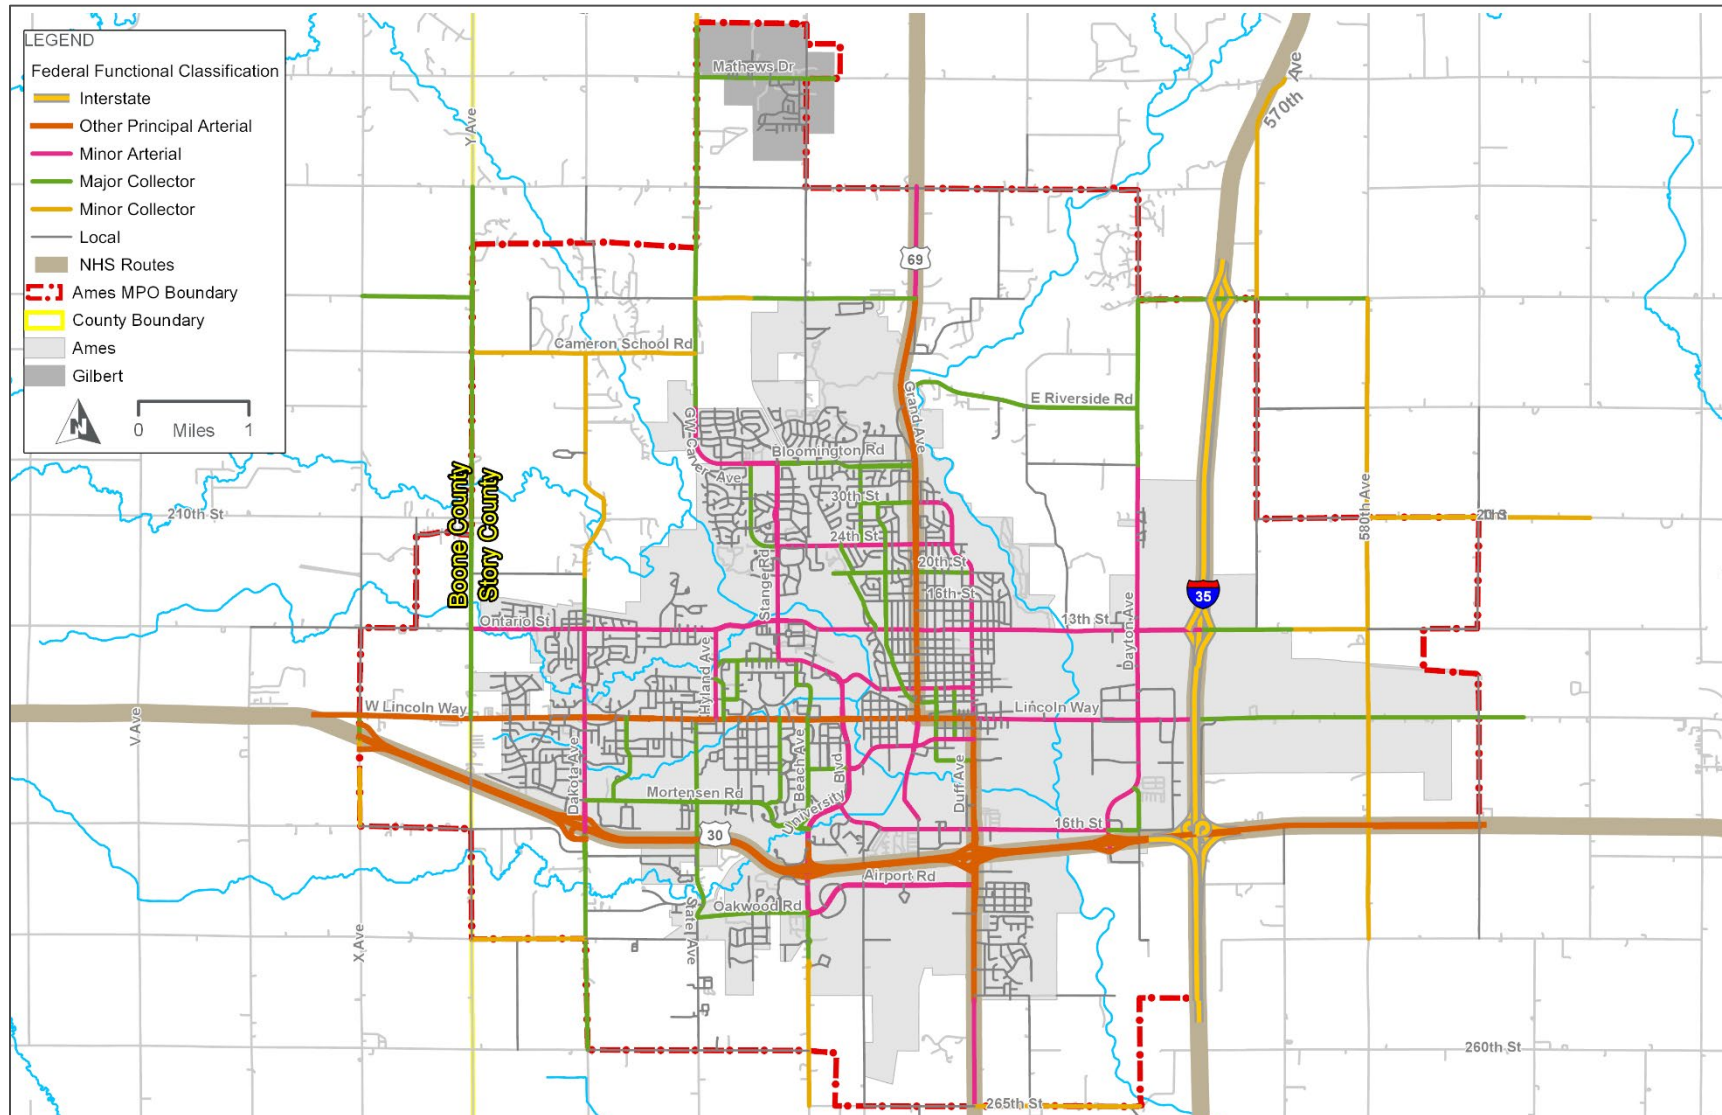 LEGEND
Federal Functional Classification
Interstate
Other Principal Arterial
Minor Arterial
Major Collector
Minor Collector
Local
NHS Routes
Ames MPO Boundary
County Boundary
Ames
Gilbert
N
0 Miles 1
Mathews Dr
Y Ave
570th Ave
69
Cameron School Rd
Grand Ave
E Riverside Rd
GW Carver Ave
Bloomington Rd
30th St
210th St
24th St
580th Ave
Boone County
Story County
Stange Rd
20th St
16th St
35
Ontario St
13th St
Dayton Ave
Hyland Ave
W Lincoln Way
Lincoln Way
V Ave
Dakota Ave
Beach Ave
University Blvd
Duff Ave
Mortensen Rd
30
16th St
Airport Rd
Oakwood Rd
State Ave
X Ave
260th St
265th St